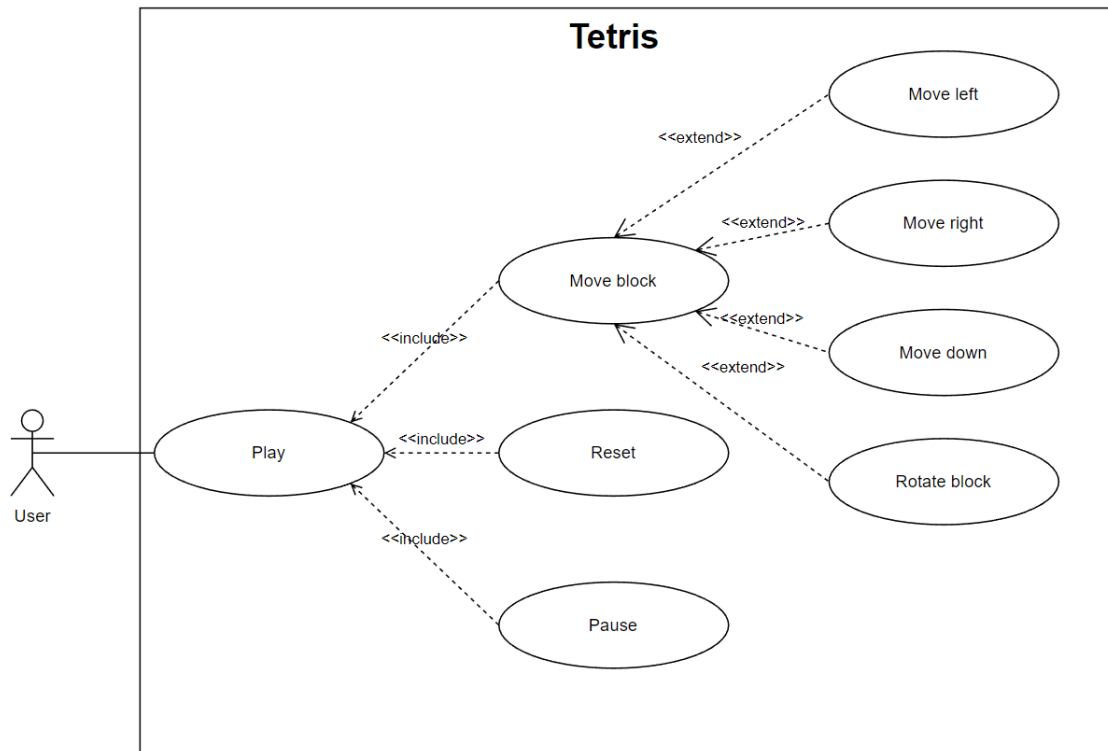 Tetris
Move left
<<extend>>
Move right
<<extend>>
Move block
<<extend>>
Move down
<<include>>
<<extend>>
Play
<<include>>
Reset
Rotate block
User
<<include>>
Pause